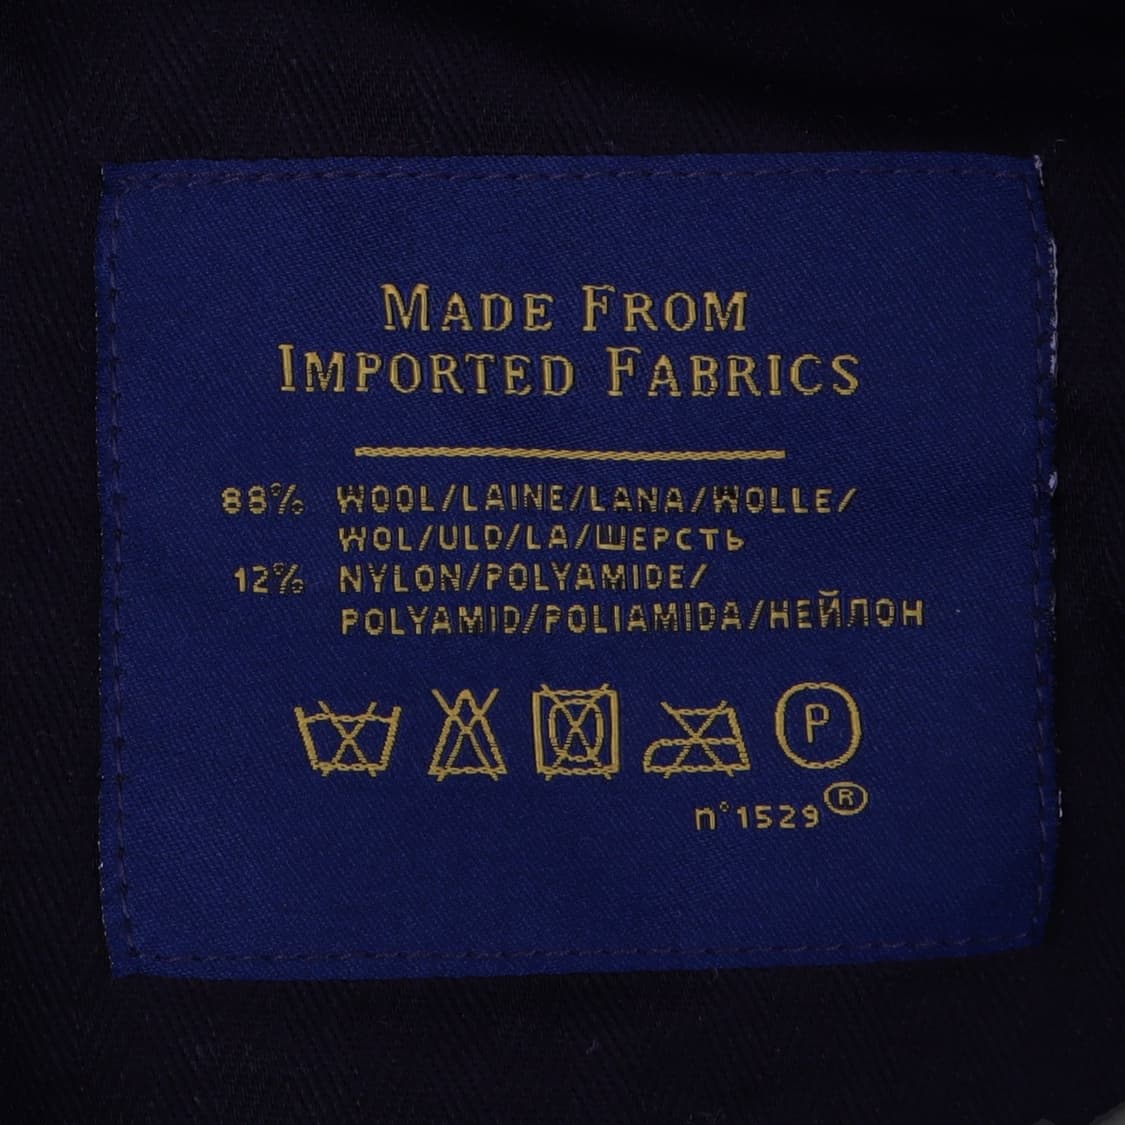 MADE FROM
IMPORTED FABRICS
88% WOOL/LAINE/LANA/WOLLE/
WOL/ULD/LA/ШЕРСТЬ
12% NYLON/POLYAMIDE/
POLYAMID/POLIAMIDA/НЕЙЛОН
P
n°1529®